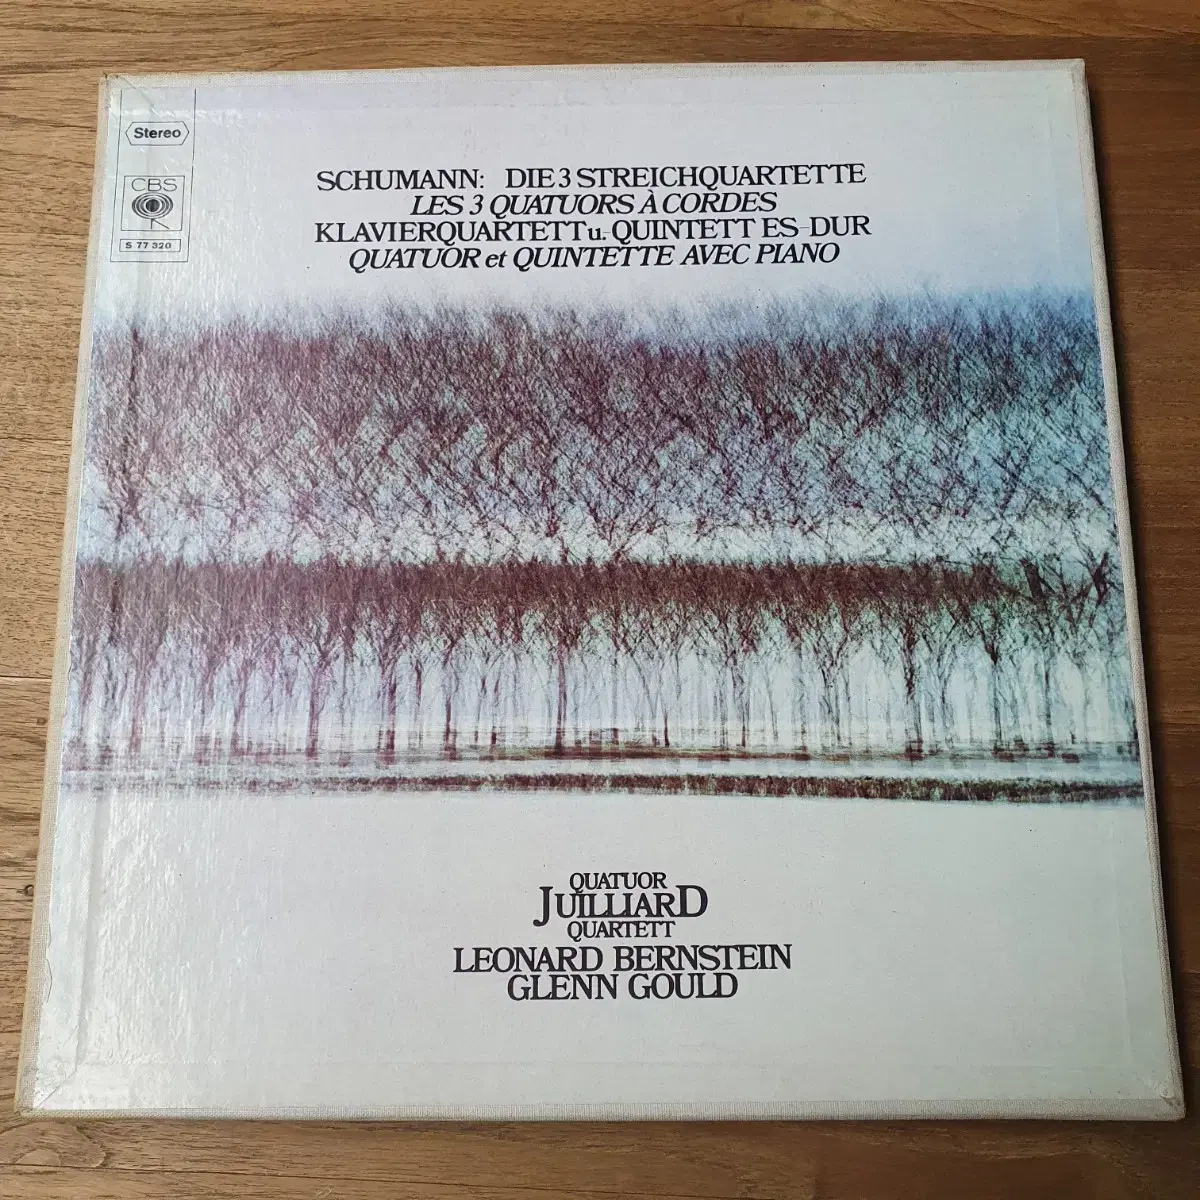 Stereo
CBS
S 77 320
SCHUMANN: DIE 3 STREICHQUARTETTE
LES 3 QUATUORS À CORDES
KLAVIERQUARTETT u. QUINTETT ES-DUR
QUATUOR et QUINTETTE AVEC PIANO
QUATUOR
JUILLIARD
QUARTETT
LEONARD BERNSTEIN
GLENN GOULD